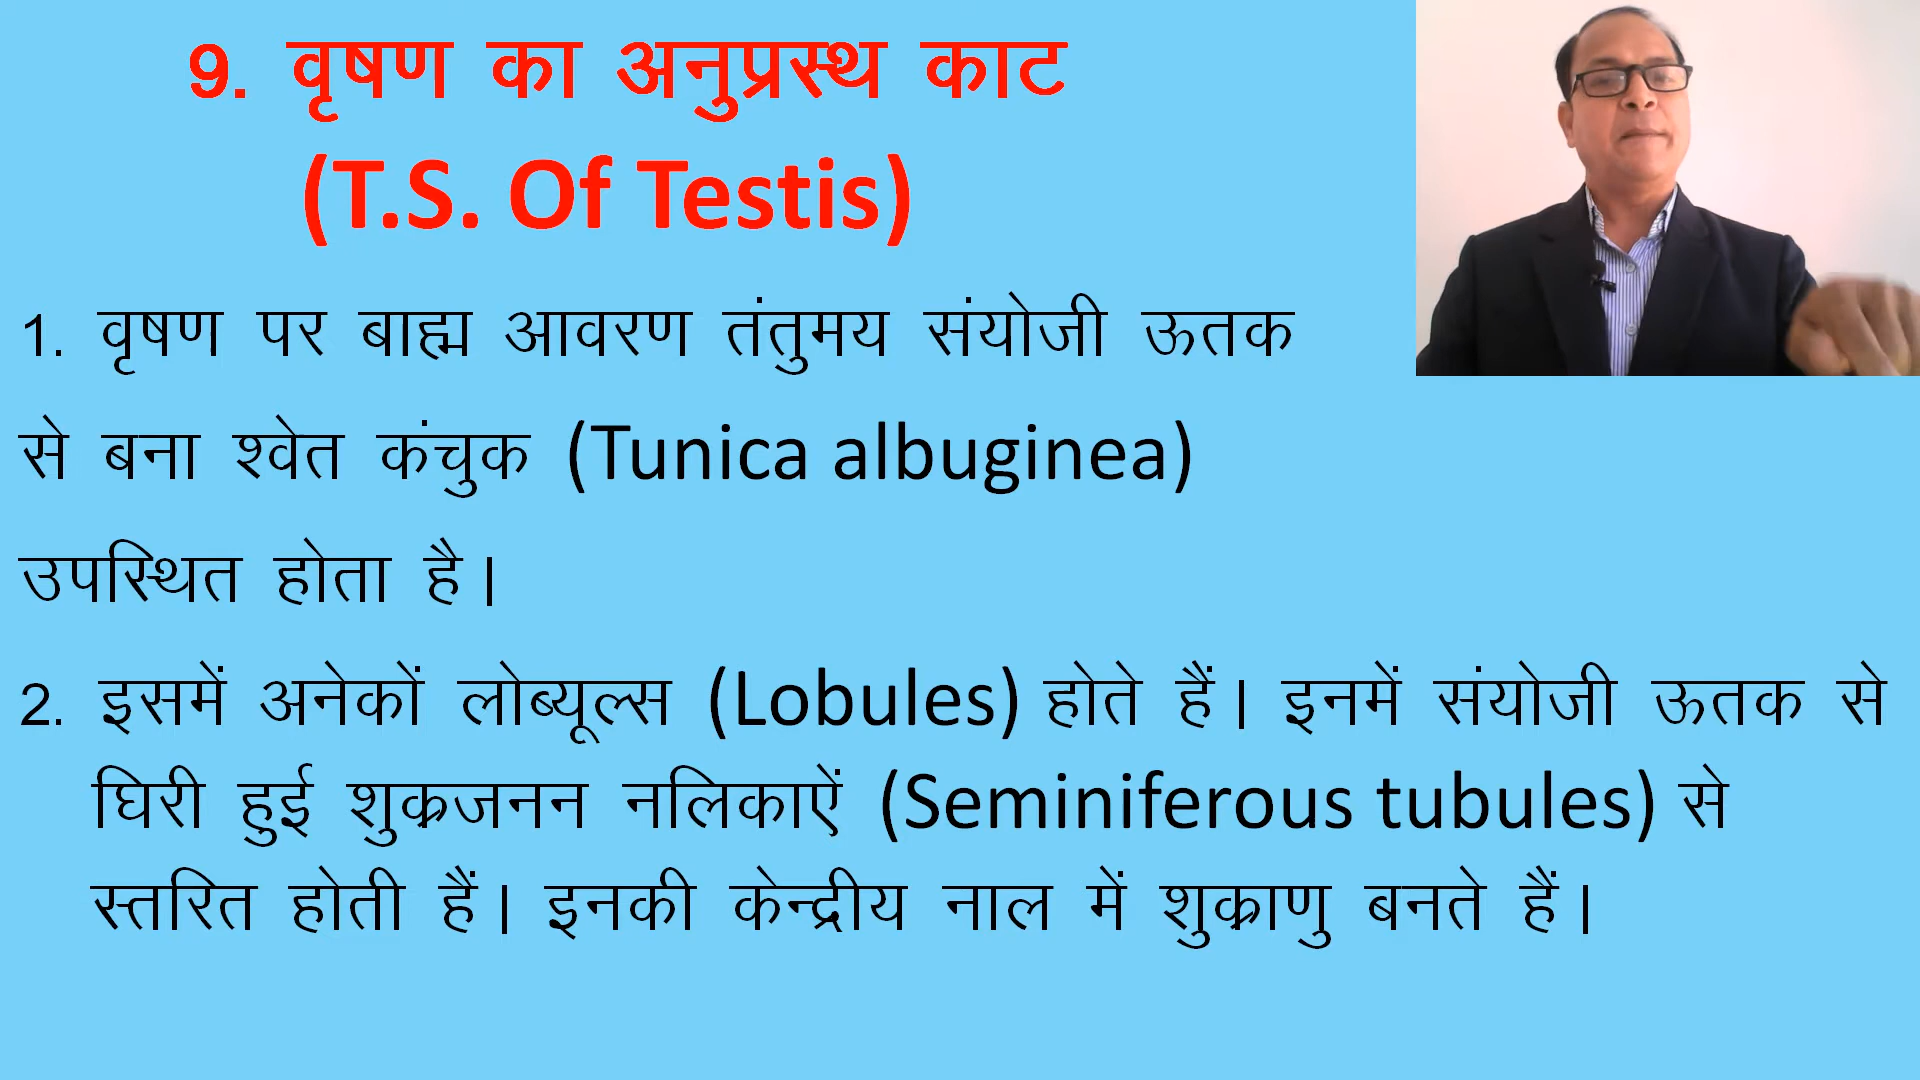 9. वृषण का अनुप्रस्थ काट
(T.S. Of Testis)
1. वृषण पर बाह्म आवरण तंतुमय संयोजी ऊतक
से बना श्वेत कंचुक (Tunica albuginea)
उपस्थित होता है।
2. इसमें अनेकों लोब्यूल्स (Lobules) होते हैं। इनमें संयोजी ऊतक से
घिरी हुई शुक्रजनन नलिकाऐं (Seminiferous tubules) से
स्तरित होती हैं। इनकी केन्द्रीय नाल में शुक्राणु बनते हैं।